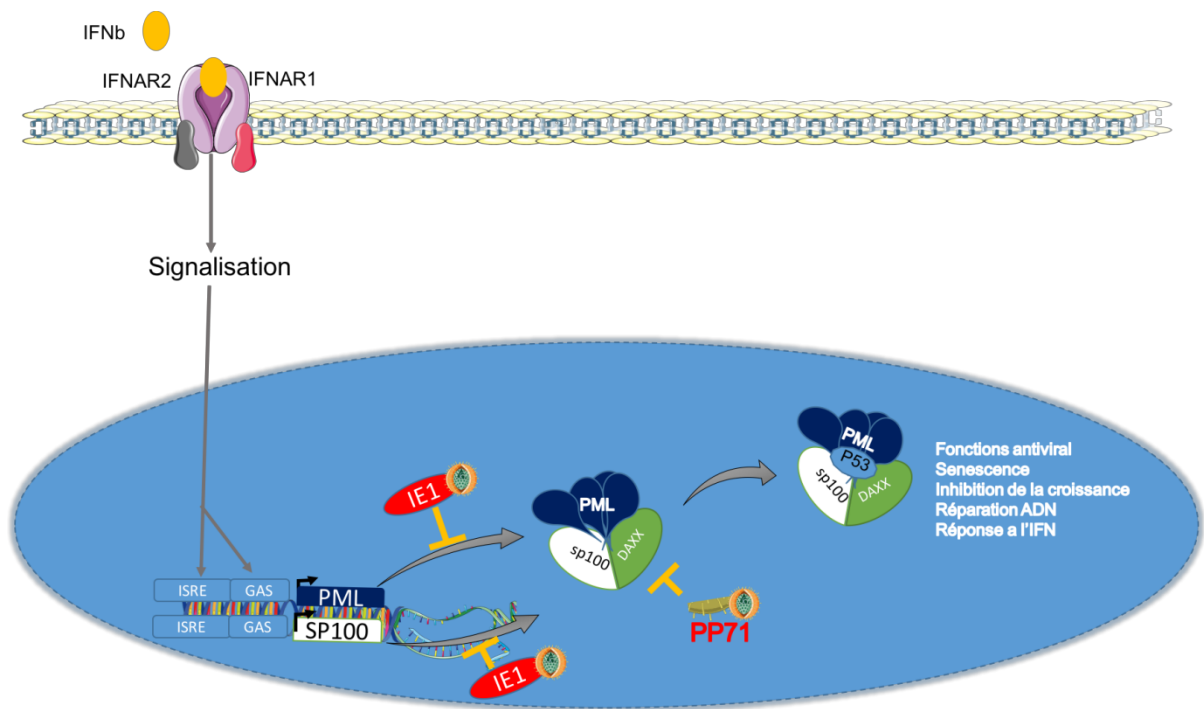 IFNb
IFNAR2
IFNAR1
Signalisation
PML
P53
sp100
DAXX
Fonctions antiviral
Senescence
Inhibition de la croissance
Réparation ADN
Réponse a l'IFN
IE1
PML
sp100
DAXX
ISRE
GAS
PML
ISRE
GAS
SP100
PP71
IE1